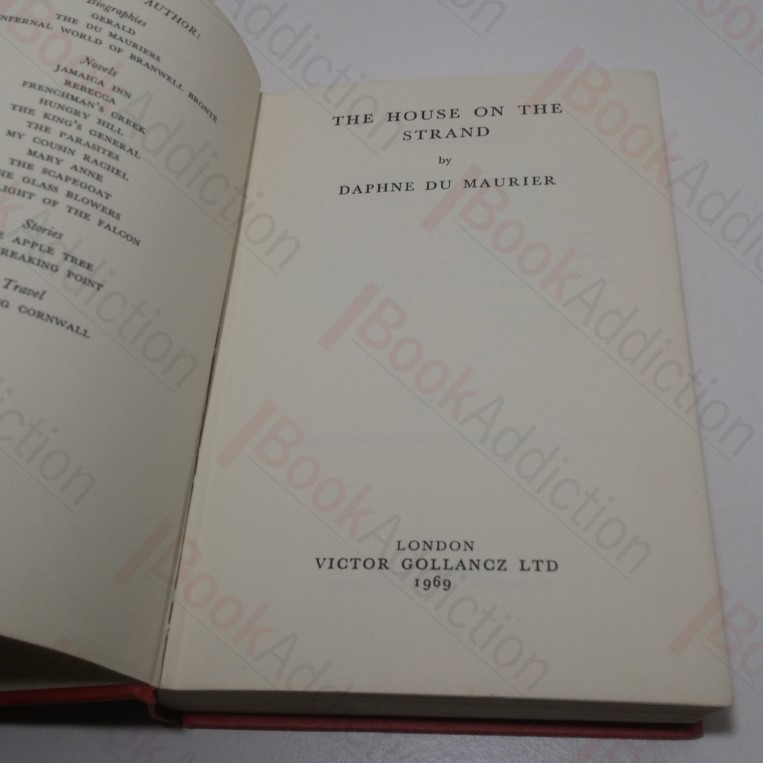 AUTHOR:
Biographies
GERALD
THE DU MAURIERS
INFERNAL WORLD OF BRANWELL BRONTË
Novels
JAMAICA INN
REBECCA
FRENCHMAN'S CREEK
HUNGRY HILL
THE KING'S GENERAL
THE PARASITES
MY COUSIN RACHEL
MARY ANNE
THE SCAPEGOAT
THE GLASS BLOWERS
FLIGHT OF THE FALCON
Stories
APPLE TREE
BREAKING POINT
Travel
CORNWALL
THE HOUSE ON THE
STRAND
by
DAPHNE DU MAURIER
LONDON
VICTOR GOLLANCZ LTD
1969
BookAddiction